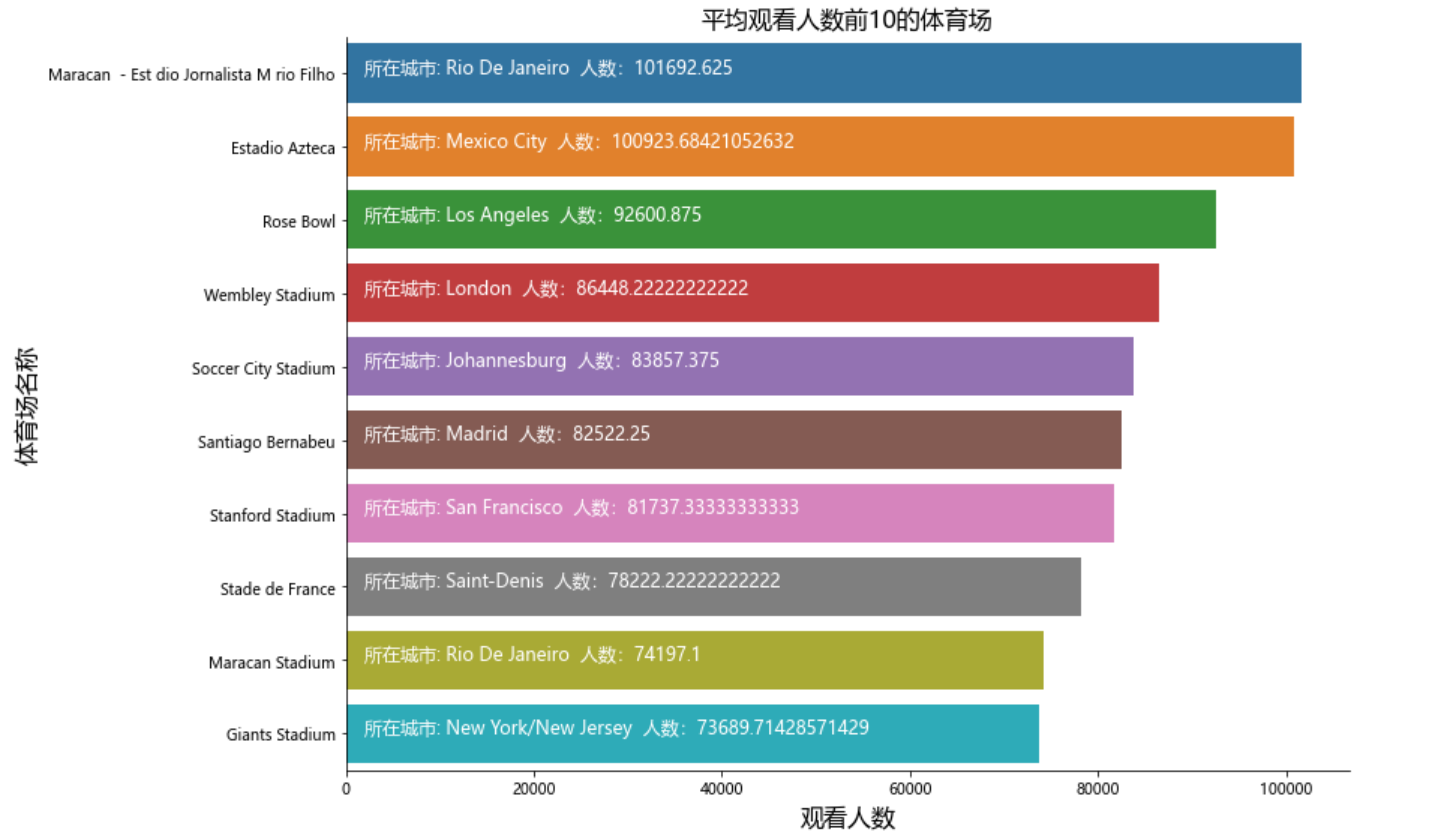 平均观看人数前10的体育场
Maracan  - Est dio Jornalista M rio Filho
所在城市: Rio De Janeiro  人数：101692.625
Estadio Azteca
所在城市: Mexico City  人数：100923.68421052632
Rose Bowl
所在城市: Los Angeles  人数：92600.875
Wembley Stadium
所在城市: London  人数：86448.22222222222
Soccer City Stadium
所在城市: Johannesburg  人数：83857.375
Santiago Bernabeu
所在城市: Madrid  人数：82522.25
Stanford Stadium
所在城市: San Francisco  人数：81737.33333333333
Stade de France
所在城市: Saint-Denis  人数：78222.22222222222
Maracan Stadium
所在城市: Rio De Janeiro  人数：74197.1
Giants Stadium
所在城市: New York/New Jersey  人数：73689.71428571429
体育场名称
0 20000 40000 60000 80000 100000
观看人数